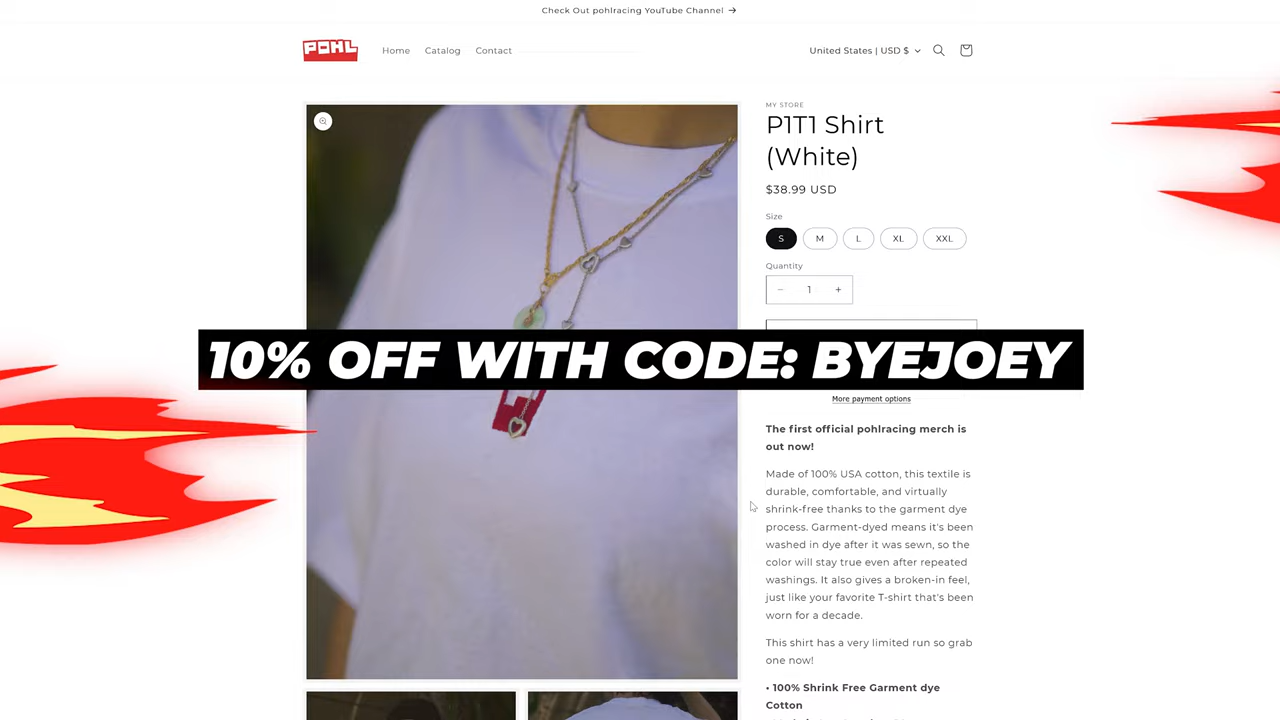 Check Out pohlracing YouTube Channel →
POHL
Home
Catalog
Contact
United States | USD $
MY STORE
P1T1 Shirt
(White)
$38.99 USD
Size
S
M
L
XL
XXL
Quantity
− 1 +
10% OFF WITH CODE: BYEJOEY
More payment options
The first official pohlracing merch is
out now!
Made of 100% USA cotton, this textile is
durable, comfortable, and virtually
shrink-free thanks to the garment dye
process. Garment-dyed means it's been
washed in dye after it was sewn, so the
color will stay true even after repeated
washings. It also gives a broken-in feel,
just like your favorite T-shirt that's been
worn for a decade.
This shirt has a very limited run so grab
one now!
• 100% Shrink Free Garment dye
Cotton